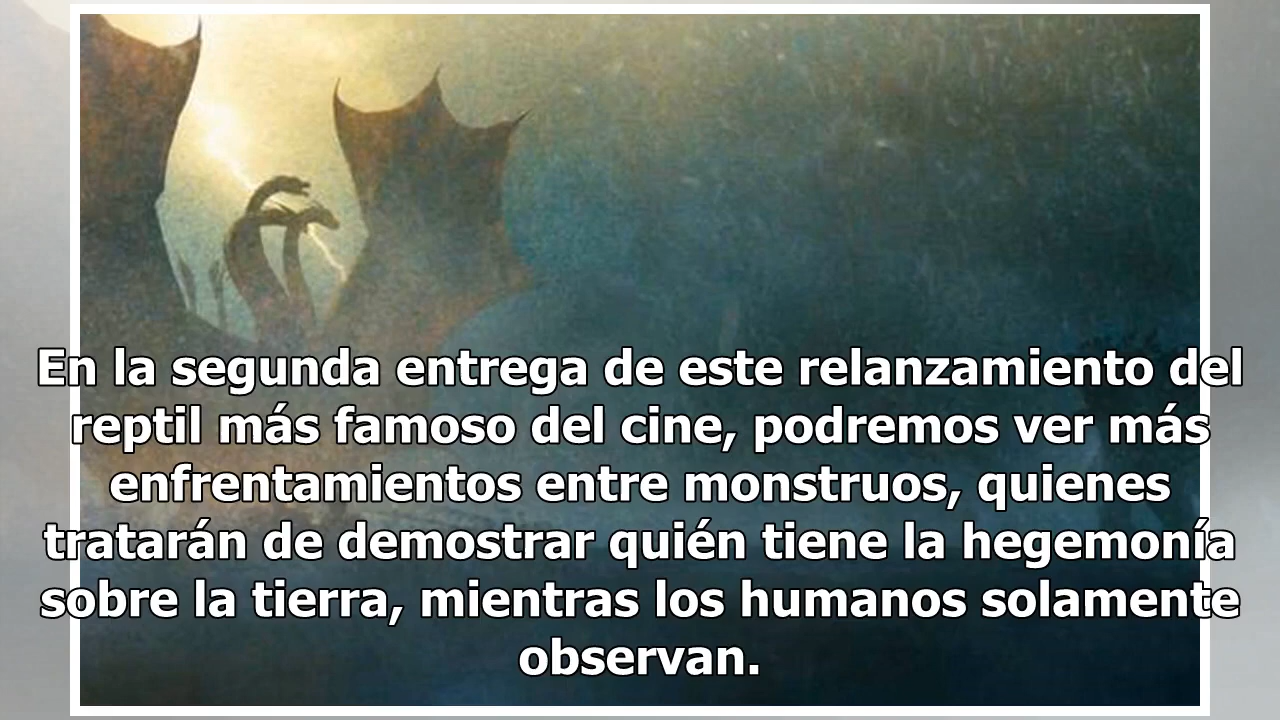 En la segunda entrega de este relanzamiento del
reptil más famoso del cine, podremos ver más
enfrentamientos entre monstruos, quienes
tratarán de demostrar quién tiene la hegemonía
sobre la tierra, mientras los humanos solamente
observan.